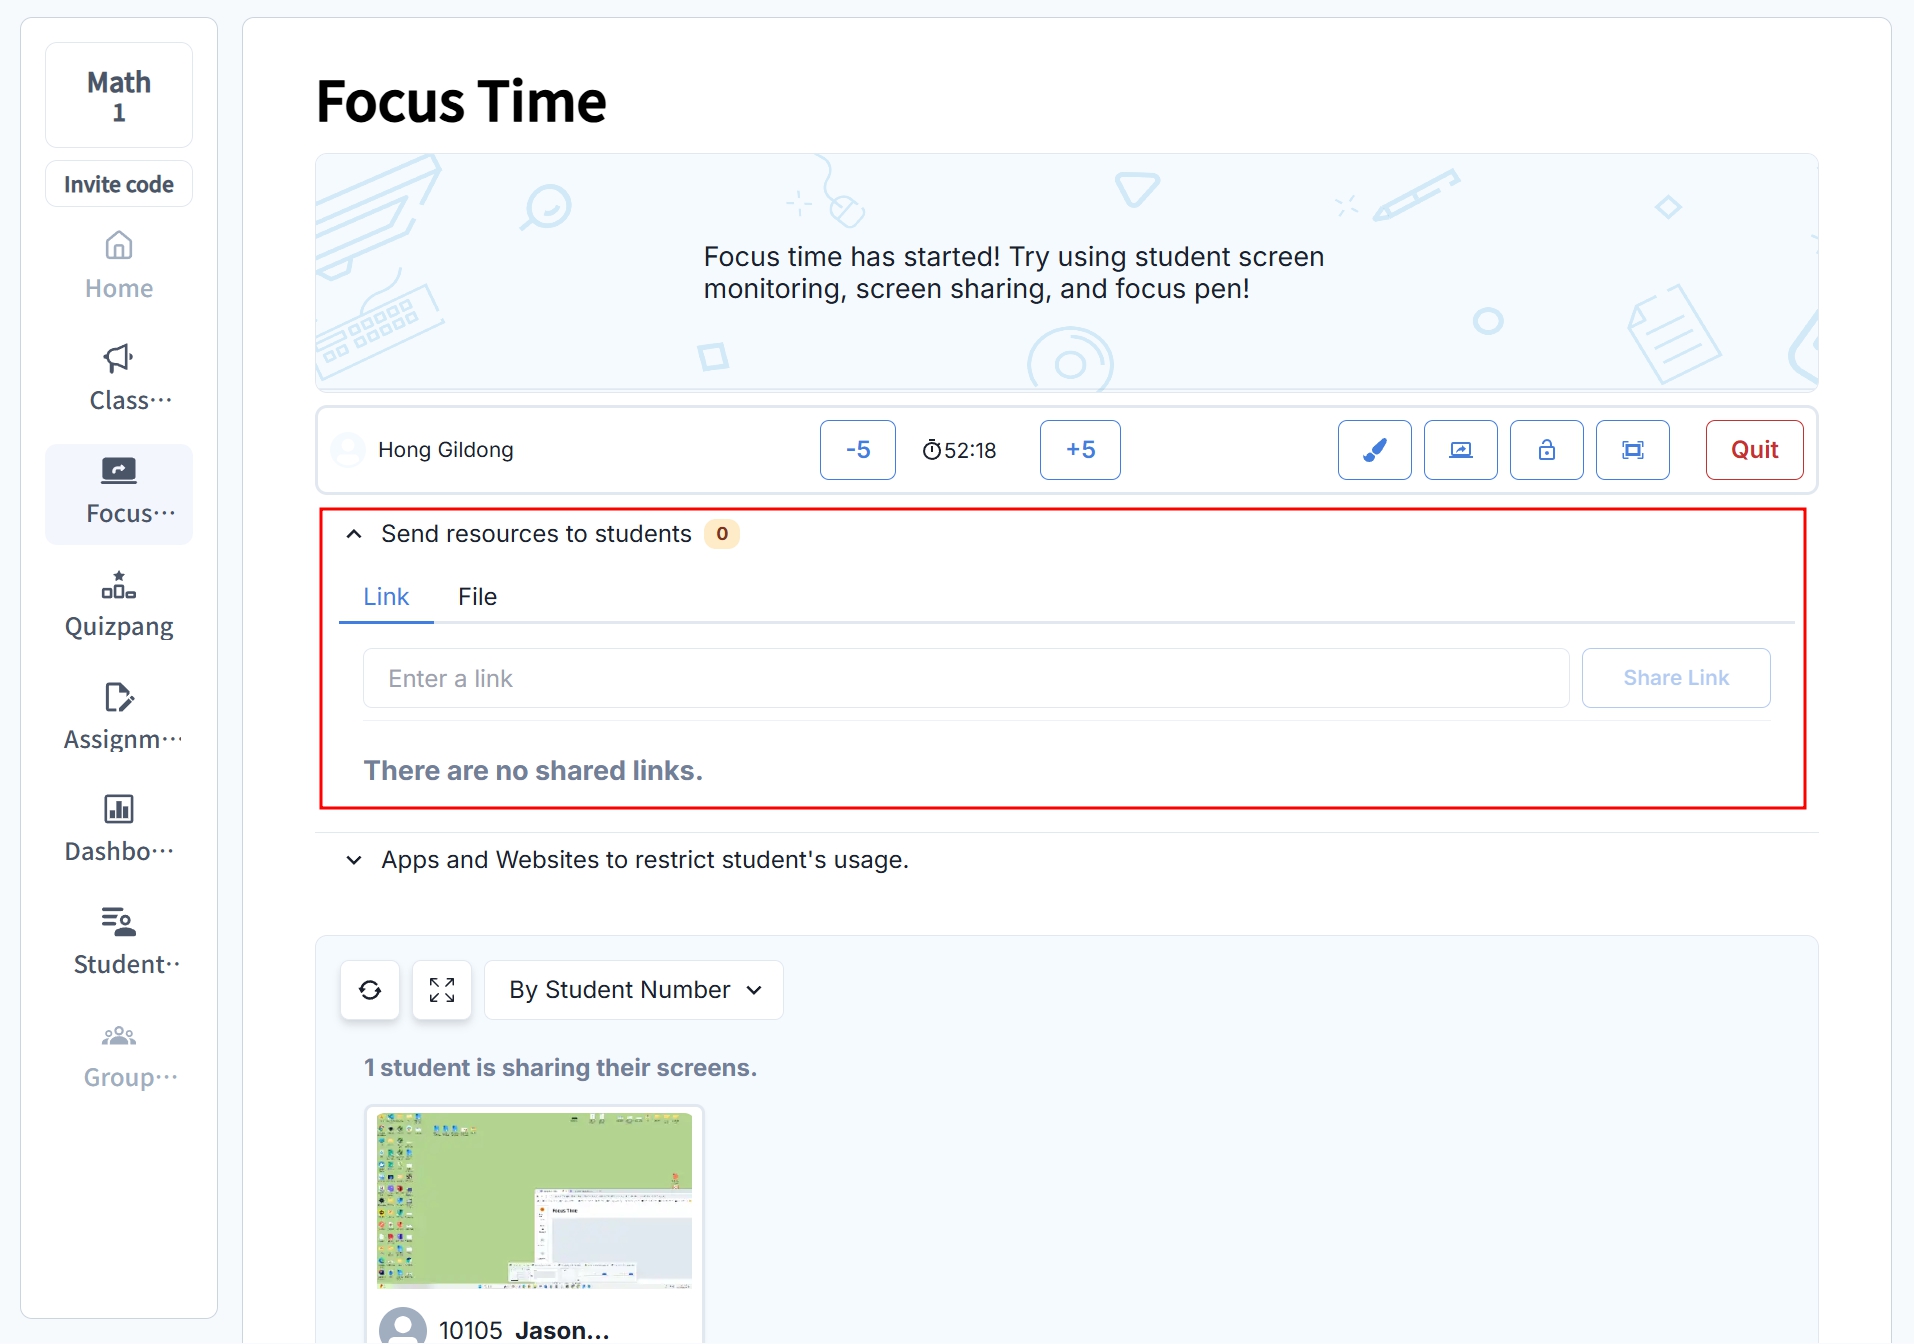 Math
1
Invite code
Home
Class···
Focus···
Quizpang
Assignm···
Dashbo···
Student··
Group···
Focus Time
Focus time has started! Try using student screen
monitoring, screen sharing, and focus pen!
Hong Gildong
-5
52:18
+5
Quit
Send resources to students 0
Link File
Enter a link
Share Link
There are no shared links.
Apps and Websites to restrict student's usage.
By Student Number
1 student is sharing their screens.
Focus Time
10105 Jason...